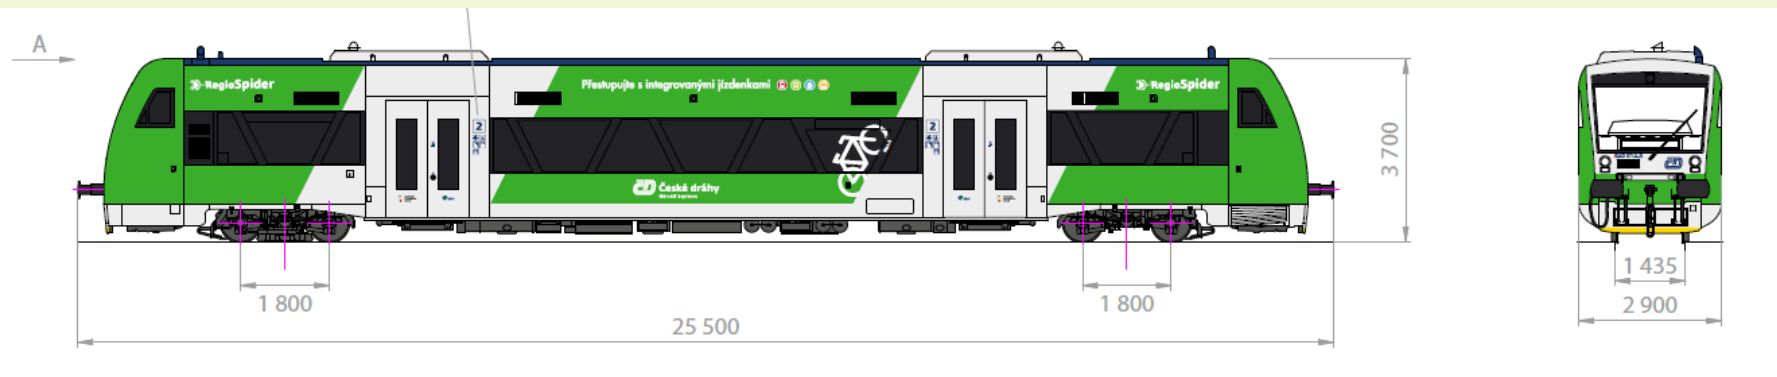 A
RegioSpider
Přestupujte s integrovanými jízdenkami
RegioSpider
2
2
České dráhy
3 700
1 800
1 800
25 500
1 435
2 900